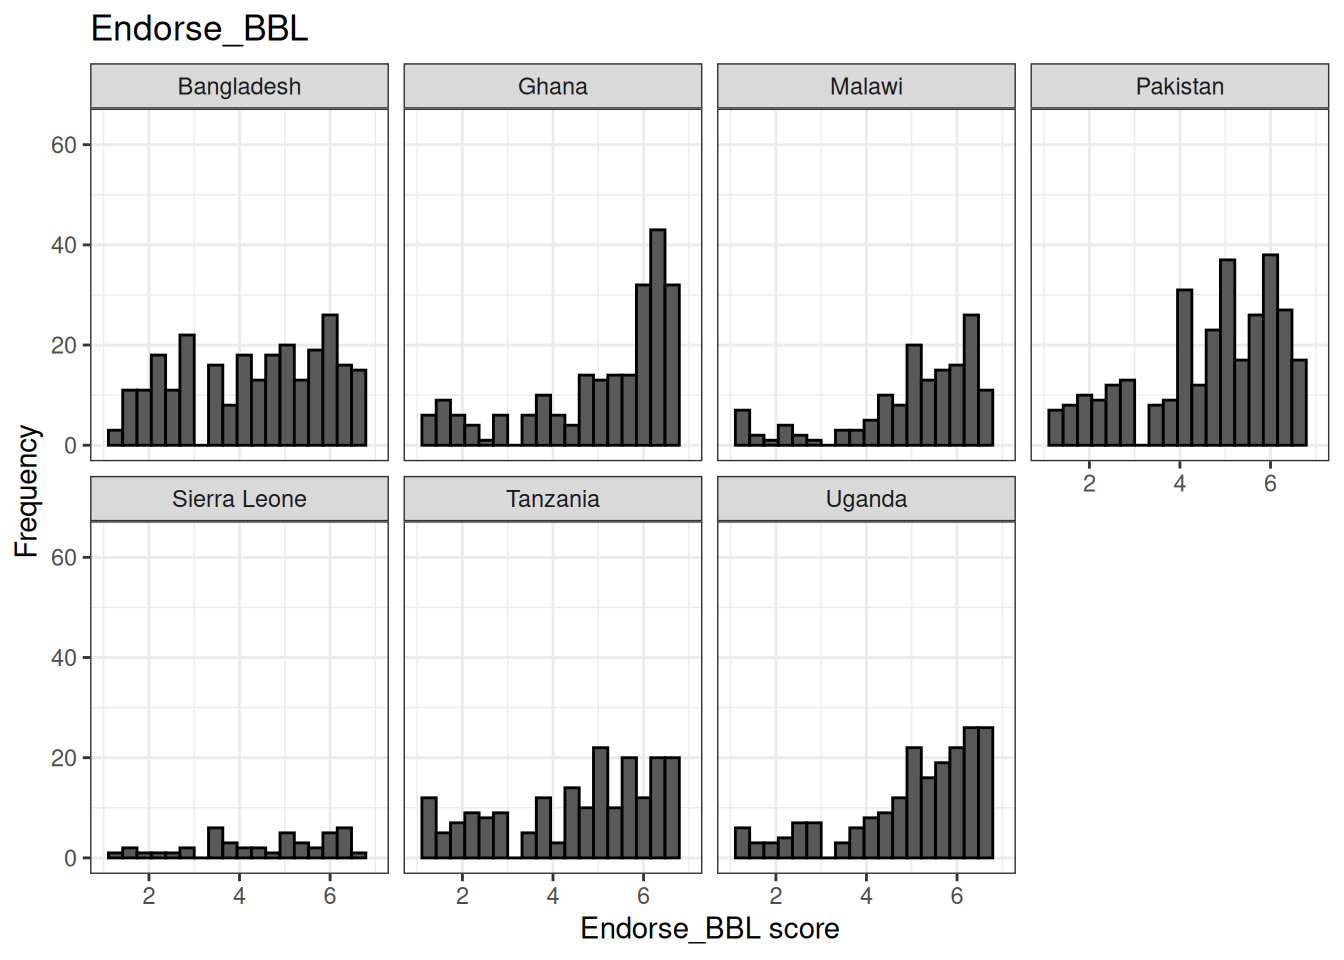 Endorse_BBL
Bangladesh Ghana Malawi Pakistan
60
40
20
0
2 4 6
Sierra Leone Tanzania Uganda
60
40
20
0
2 4 6 2 4 6 2 4 6
Frequency
Endorse_BBL score